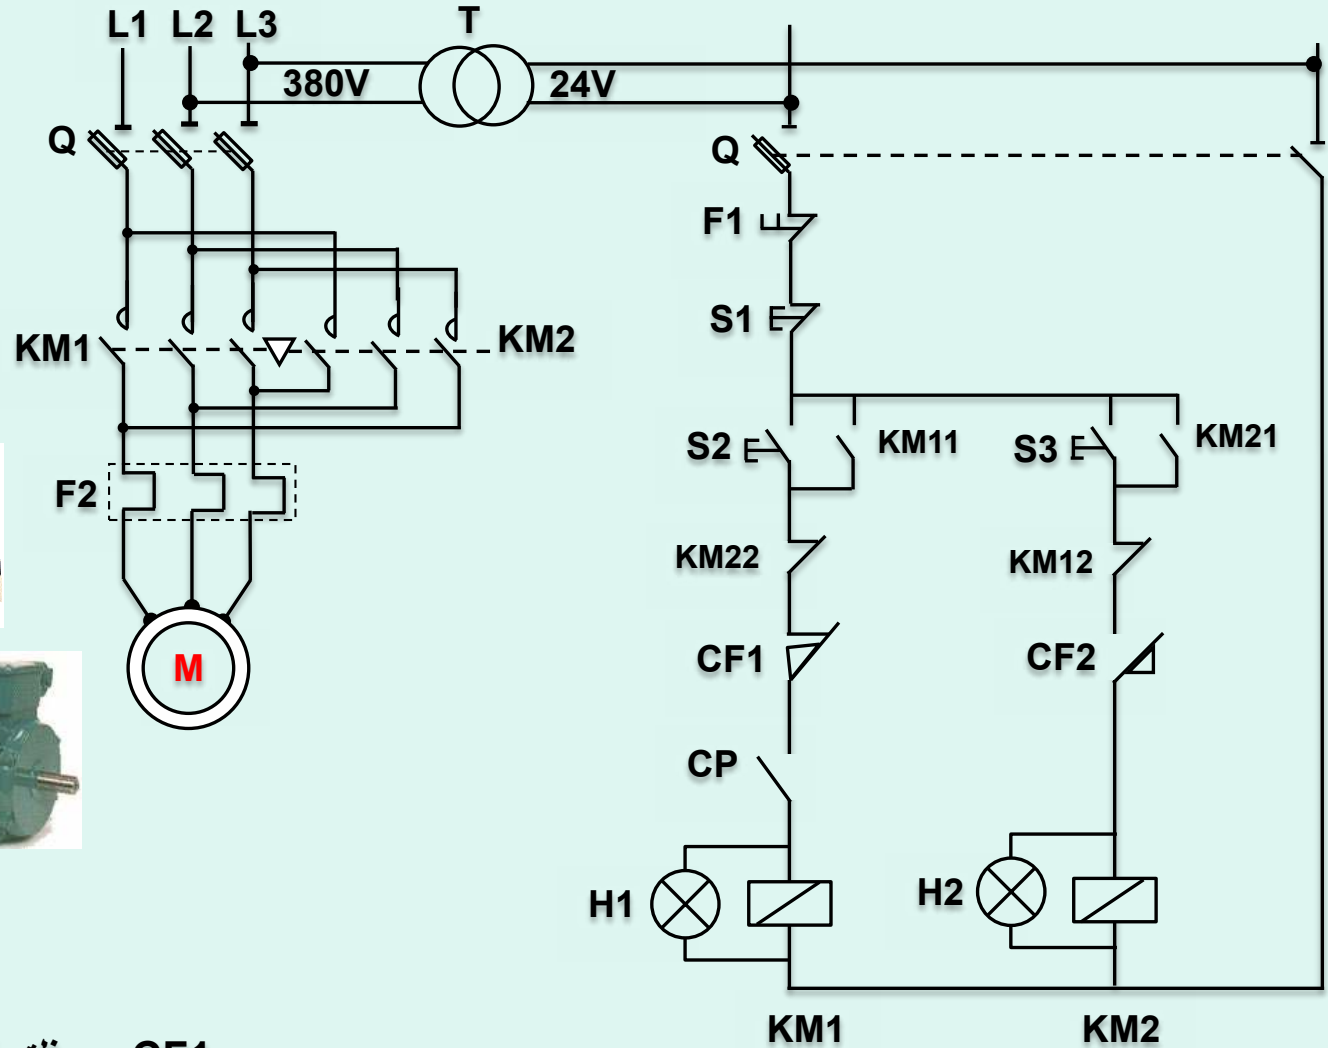 L1 L2 L3 T
380V 24V
Q Q
F1
S1
KM1 KM2
S2 KM11 S3 KM21
F2
KM22 KM12
CF1 CF2
M
CP
H1 H2
KM1 KM2